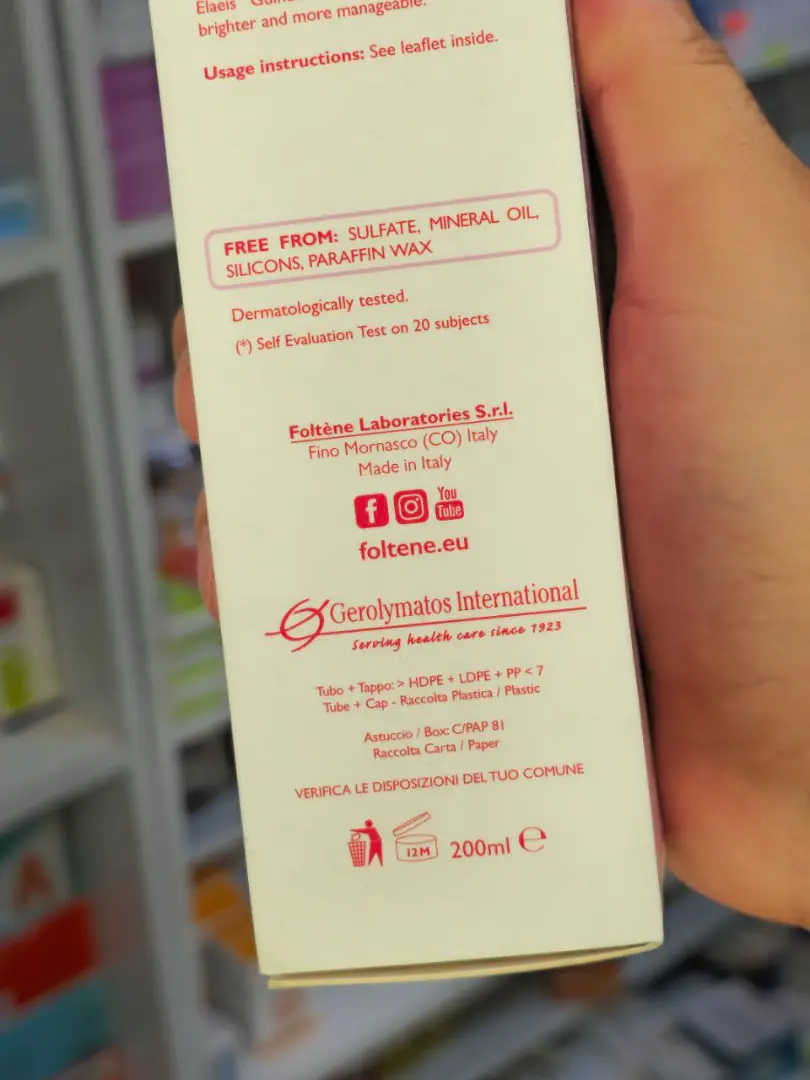 Elaeis
brighter and more manageable.
Usage instructions: See leaflet inside.
FREE FROM: SULFATE, MINERAL OIL,
SILICONS, PARAFFIN WAX
Dermatologically tested.
(*) Self Evaluation Test on 20 subjects
Foltène Laboratories S.r.l.
Fino Mornasco (CO) Italy
Made in Italy
f
You
Tube
foltene.eu
Gerolymatos International
Serving health care since 1923
Tubo + Tappo: > HDPE + LDPE + PP < 7
Tube + Cap - Raccolta Plastica / Plastic
Astuccio / Box: C/PAP 81
Raccolta Carta / Paper
VERIFICA LE DISPOSIZIONI DEL TUO COMUNE
12M 200ml e